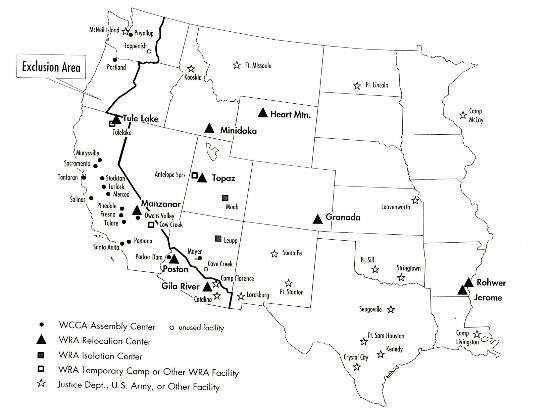 McNeil Island
Puyallup
Toppenish
Portland
Exclusion Area
Kooskia
Ft. Missoula
Ft. Lincoln
Camp
McCoy
Tule Lake
Tulelake
Heart Mtn.
Minidoka
Marysville
Sacramento
Tanforan
Stockton
Turlock
Merced
Salinas
Pinedale
Fresno
Tulare
Antelope Spr.
Topaz
Moab
Manzanar
Owens Valley
Cow Creek
Leavenworth
Granada
Leupp
Santa Anita
Pomona
Parker Dam
Mayer
Cave Creek
Poston
Camp Florence
Gila River
Catalina
Lordsburg
Santa Fe
Ft. Stanton
Ft. Sill
Stringtown
Rohwer
Jerome
Seagoville
Ft. Sam Houston
Kenedy
Crystal City
Camp
Livingston
WCCA Assembly Center
unused facility
WRA Relocation Center
WRA Isolation Center
WRA Temporary Camp or Other WRA Facility
Justice Dept., U.S. Army, or Other Facility